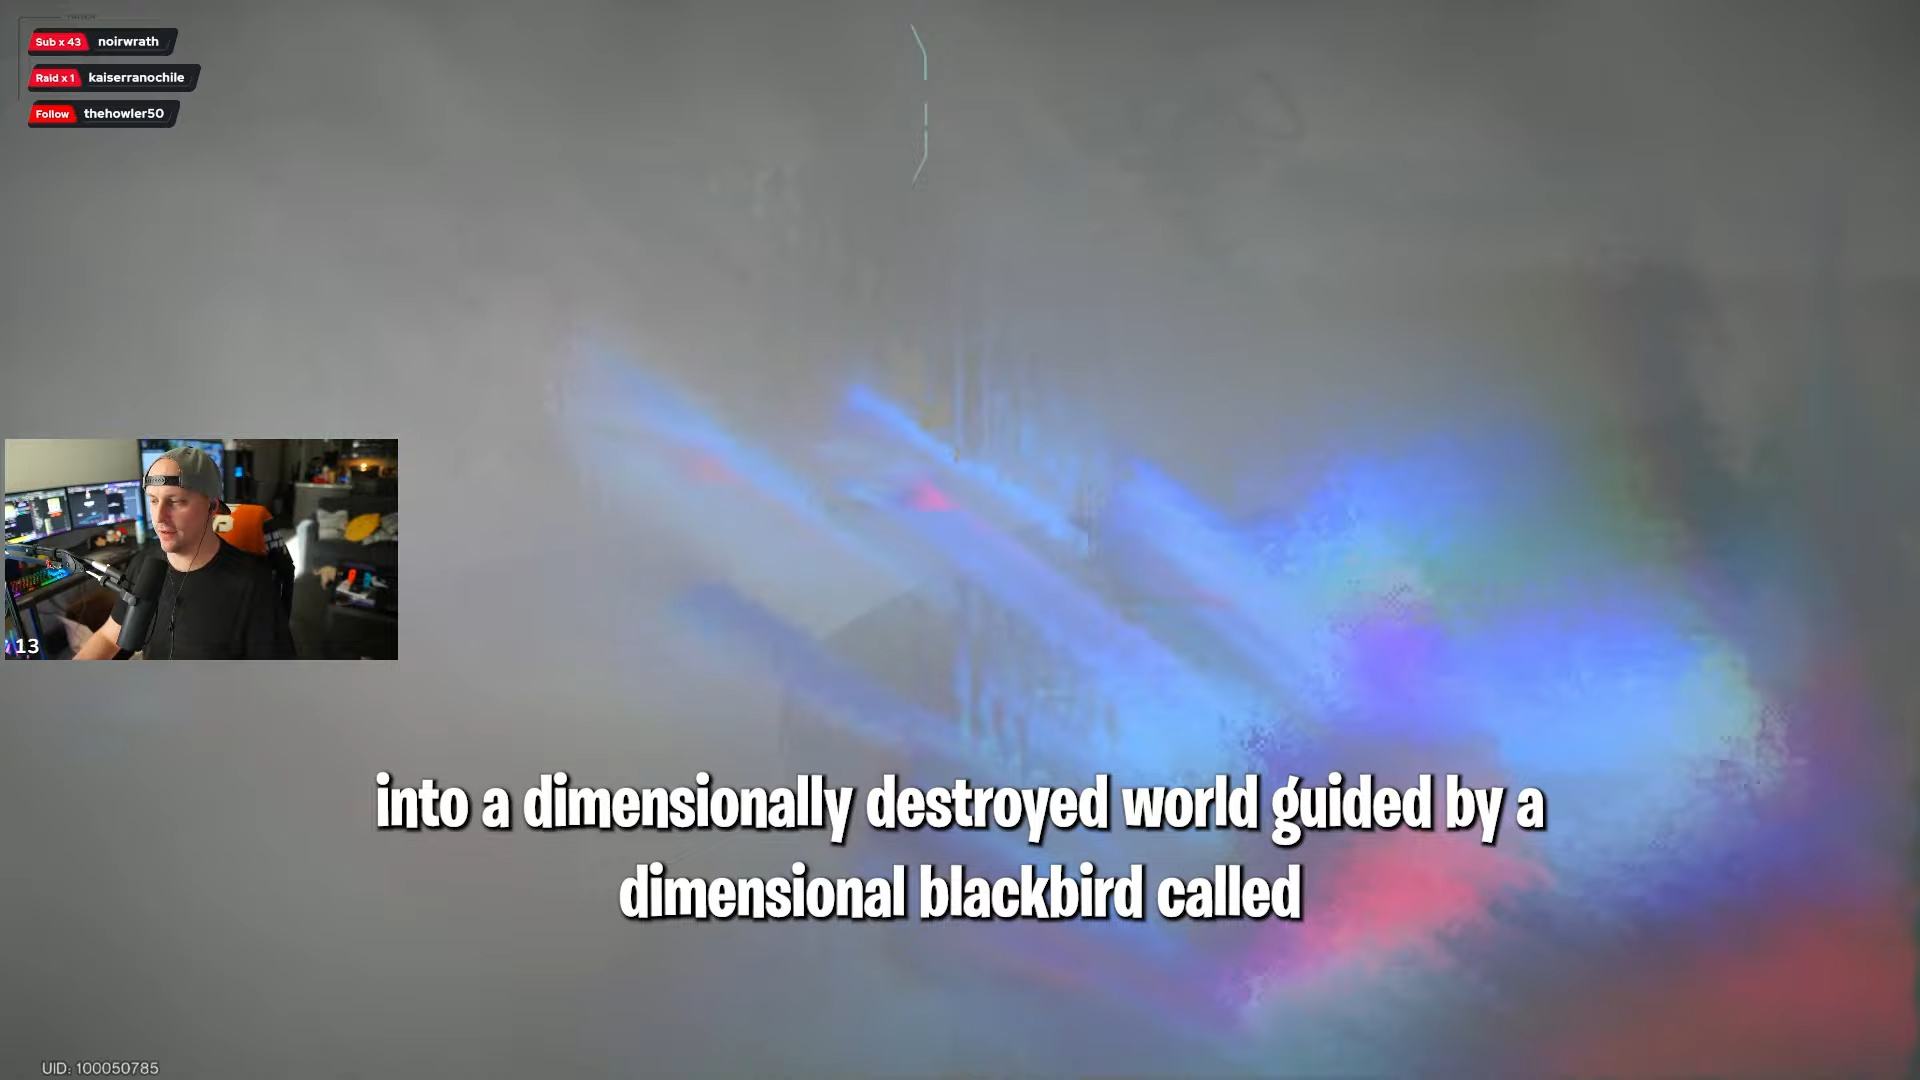 Sub x 43 noirwrath
Raid x 1 kaiserranochile
Follow thehowler50
13
into a dimensionally destroyed world guided by a
dimensional blackbird called
UID: 100050785